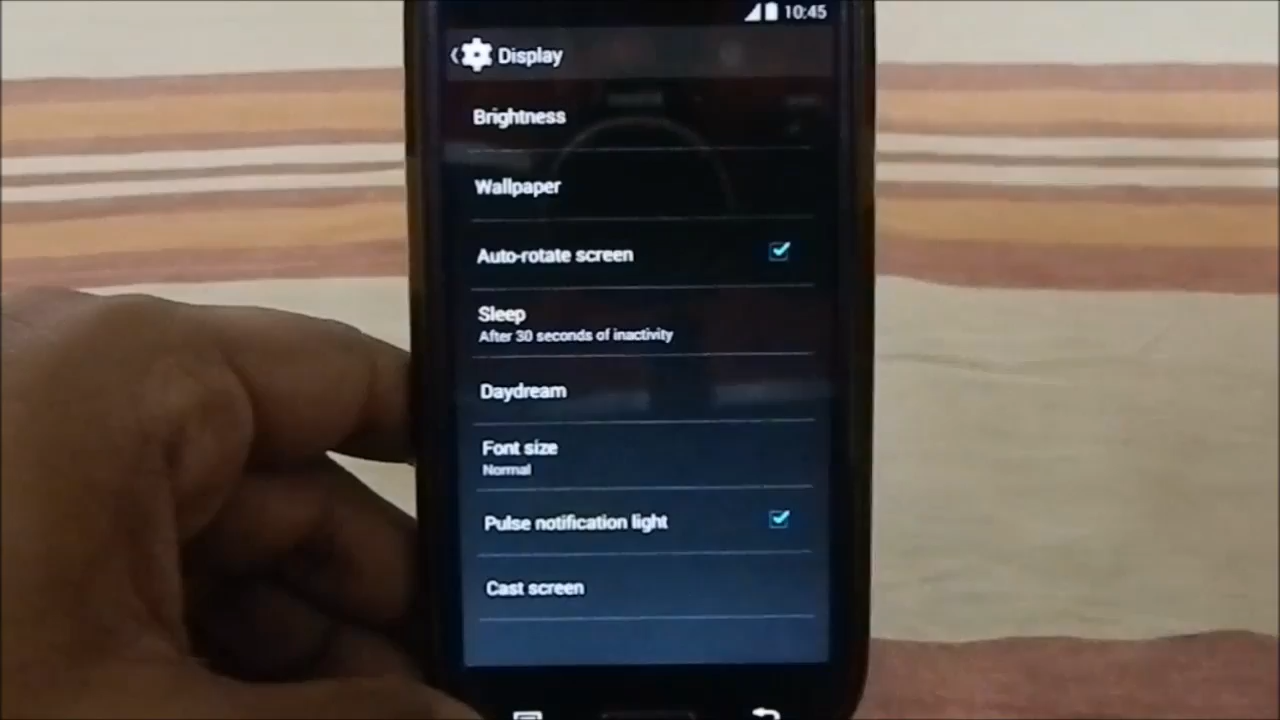 10:45
Display
Brightness
Wallpaper
Auto-rotate screen
Sleep
After 30 seconds of inactivity
Daydream
Font size
Normal
Pulse notification light
Cast screen